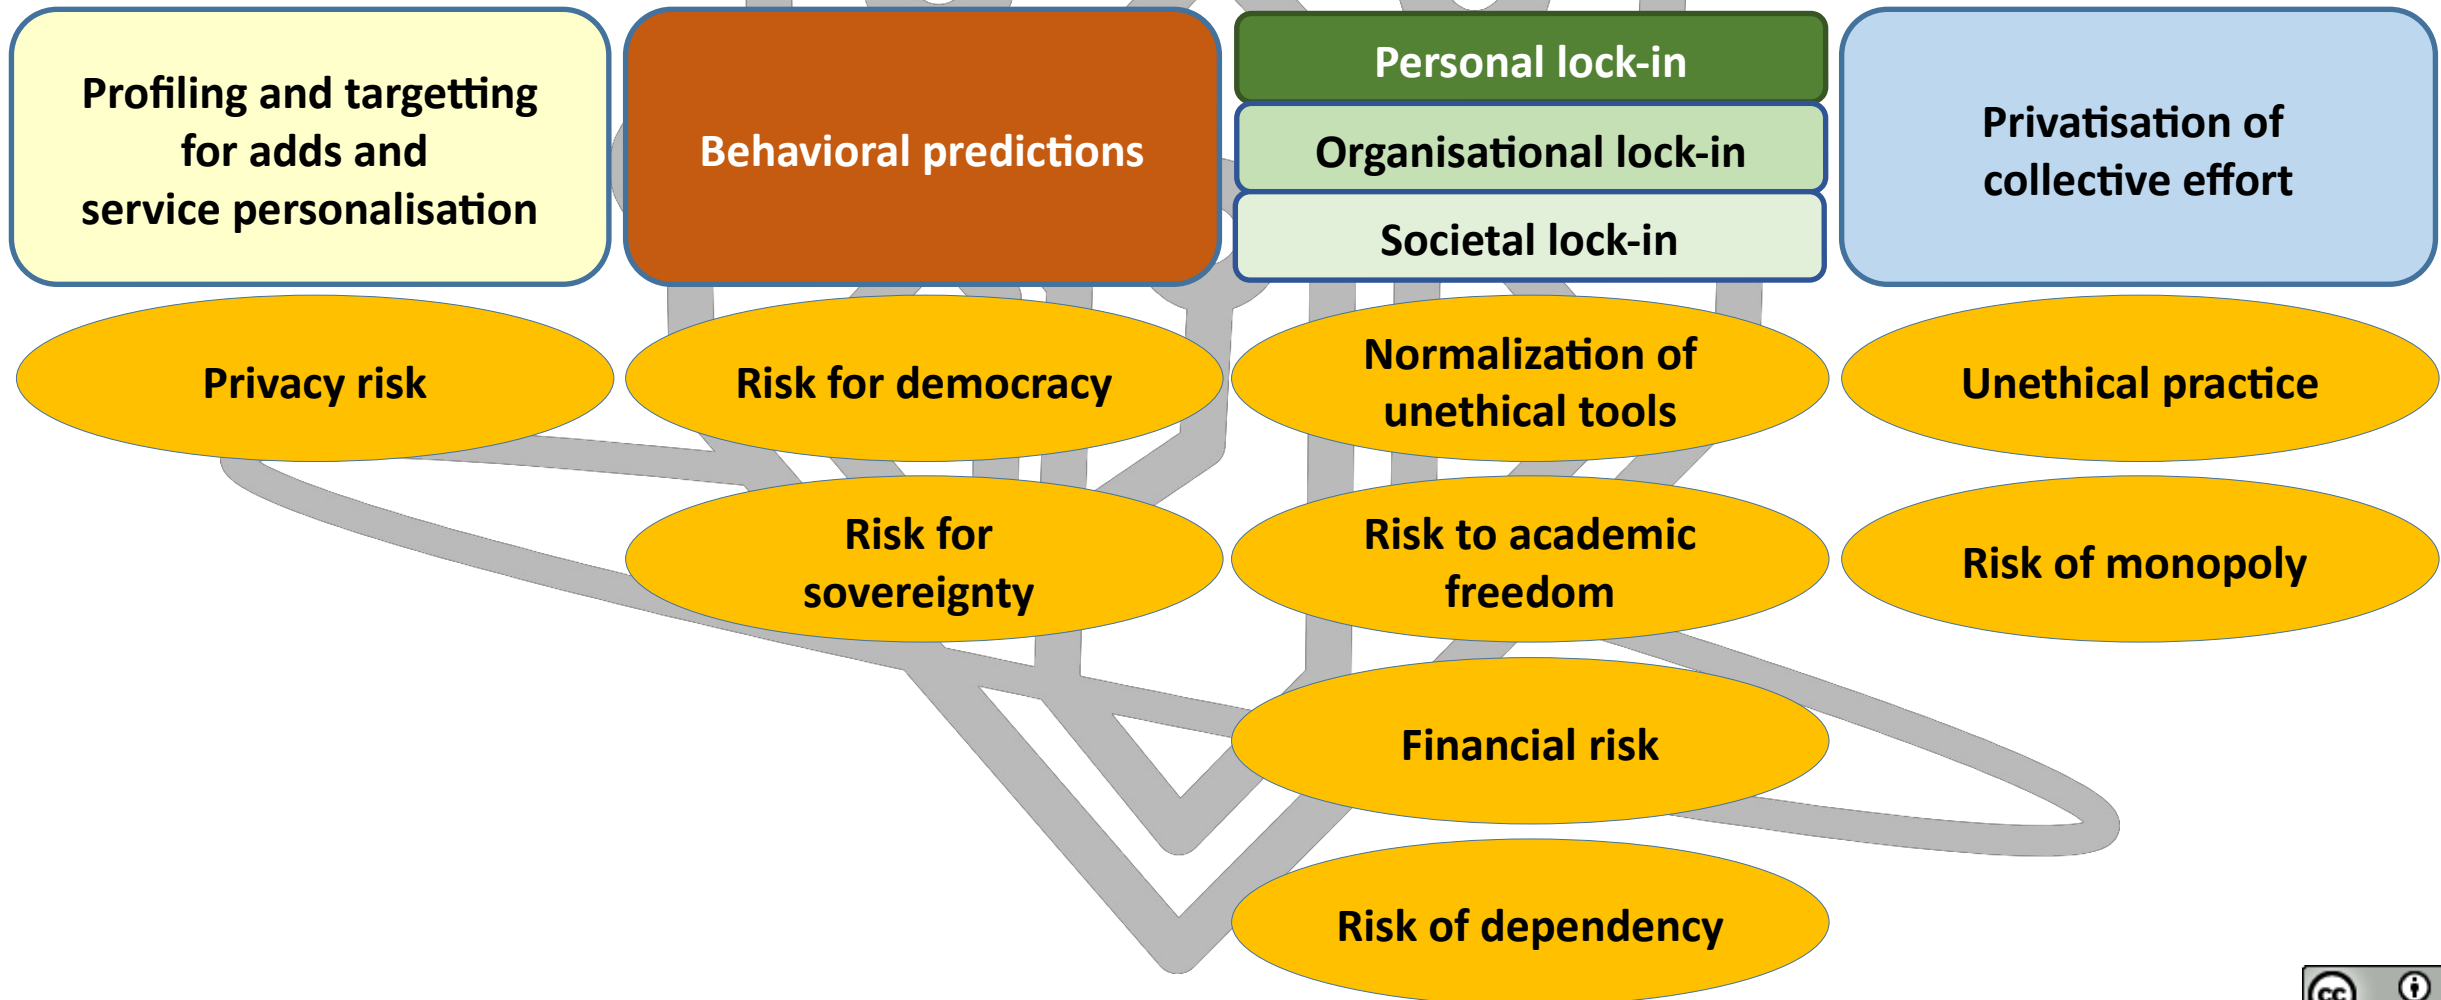 Profiling and targetting
for adds and
service personalisation
Behavioral predictions
Personal lock-in
Organisational lock-in
Societal lock-in
Privatisation of
collective effort
Privacy risk
Risk for democracy
Normalization of
unethical tools
Unethical practice
Risk for
sovereignty
Risk to academic
freedom
Risk of monopoly
Financial risk
Risk of dependency
cc